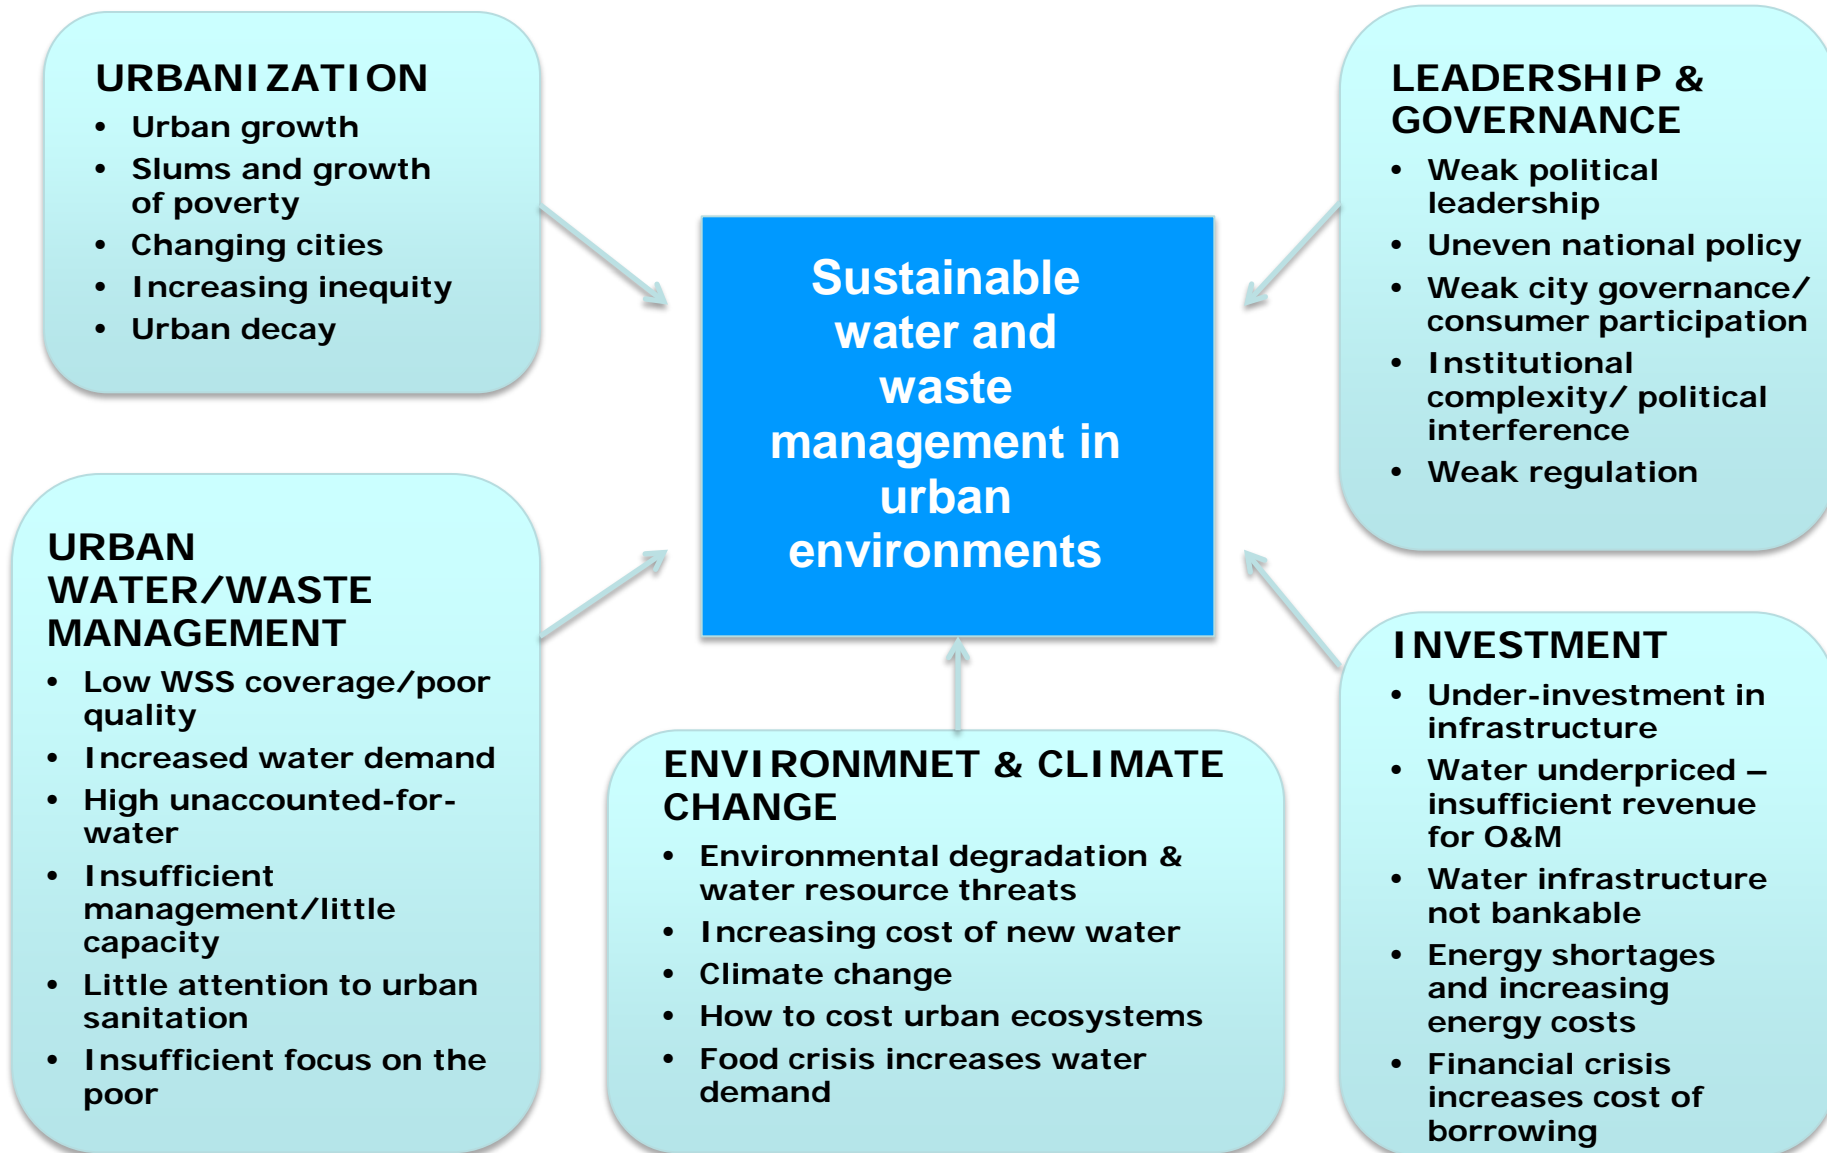 URBANIZATION
• Urban growth
• Slums and growth
of poverty
• Changing cities
• Increasing inequity
• Urban decay
LEADERSHIP &
GOVERNANCE
• Weak political
leadership
• Uneven national policy
• Weak city governance/
consumer participation
• Institutional
complexity/ political
interference
• Weak regulation
Sustainable
water and
waste
management in
urban
environments
URBAN
WATER/WASTE
MANAGEMENT
• Low WSS coverage/poor
quality
• Increased water demand
• High unaccounted-for-
water
• Insufficient
management/little
capacity
• Little attention to urban
sanitation
• Insufficient focus on the
poor
ENVIRONMNET & CLIMATE
CHANGE
• Environmental degradation &
water resource threats
• Increasing cost of new water
• Climate change
• How to cost urban ecosystems
• Food crisis increases water
demand
INVESTMENT
• Under-investment in
infrastructure
• Water underpriced –
insufficient revenue
for O&M
• Water infrastructure
not bankable
• Energy shortages
and increasing
energy costs
• Financial crisis
increases cost of
borrowing